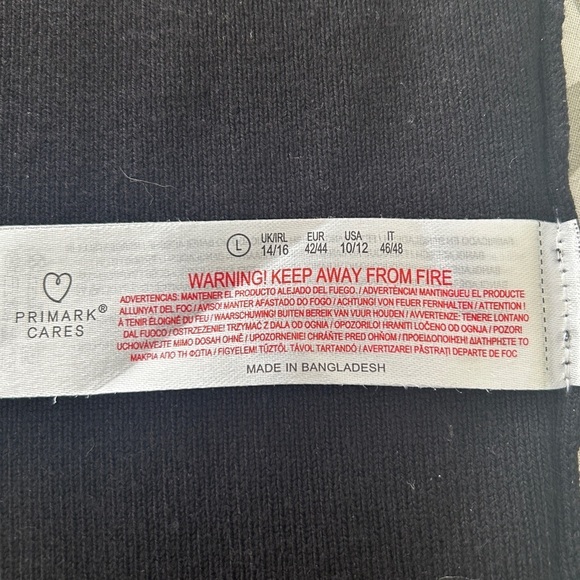 L UK/IRL 14/16 EUR 42/44 USA 10/12 IT 46/48
PRIMARK®
CARES
WARNING! KEEP AWAY FROM FIRE
ADVERTENCIAS: MANTENER EL PRODUCTO ALEJADO DEL FUEGO. / ADVERTÈNCIA! MANTINGUEU EL PRODUCTE
ALLUNYAT DEL FOC / AVISO! MANTER AFASTADO DO FOGO / ACHTUNG! VON FEUER FERNHALTEN / ATTENTION !
À TENIR ÉLOIGNÉ DU FEU / WAARSCHUWING! BUITEN BEREIK VAN VUUR HOUDEN / AVVERTENZE: TENERE LONTANO
DAL FUOCO / OSTRZEŻENIE! TRZYMAĆ Z DALA OD OGNIA / OPOZORILO! HRANITI LOČENO OD OGNJA / POZOR!
UCHOVÁVEJTE MIMO DOSAH OHNĚ / UPOZORNENIE! CHRÁŇTE PRED OHŇOM / ΠΡΟΕΙΔΟΠΟΙΗΣΗ! ΔΙΑΤΗΡΗΣΤΕ ΤΟ
ΜΑΚΡΙΑ ΑΠΟ ΤΗ ΦΩΤΙΑ / FIGYELEM! TŰZTŐL TÁVOL TARTANDÓ / AVERTIZARE! PĂSTRAȚI DEPARTE DE FOC
MADE IN BANGLADESH